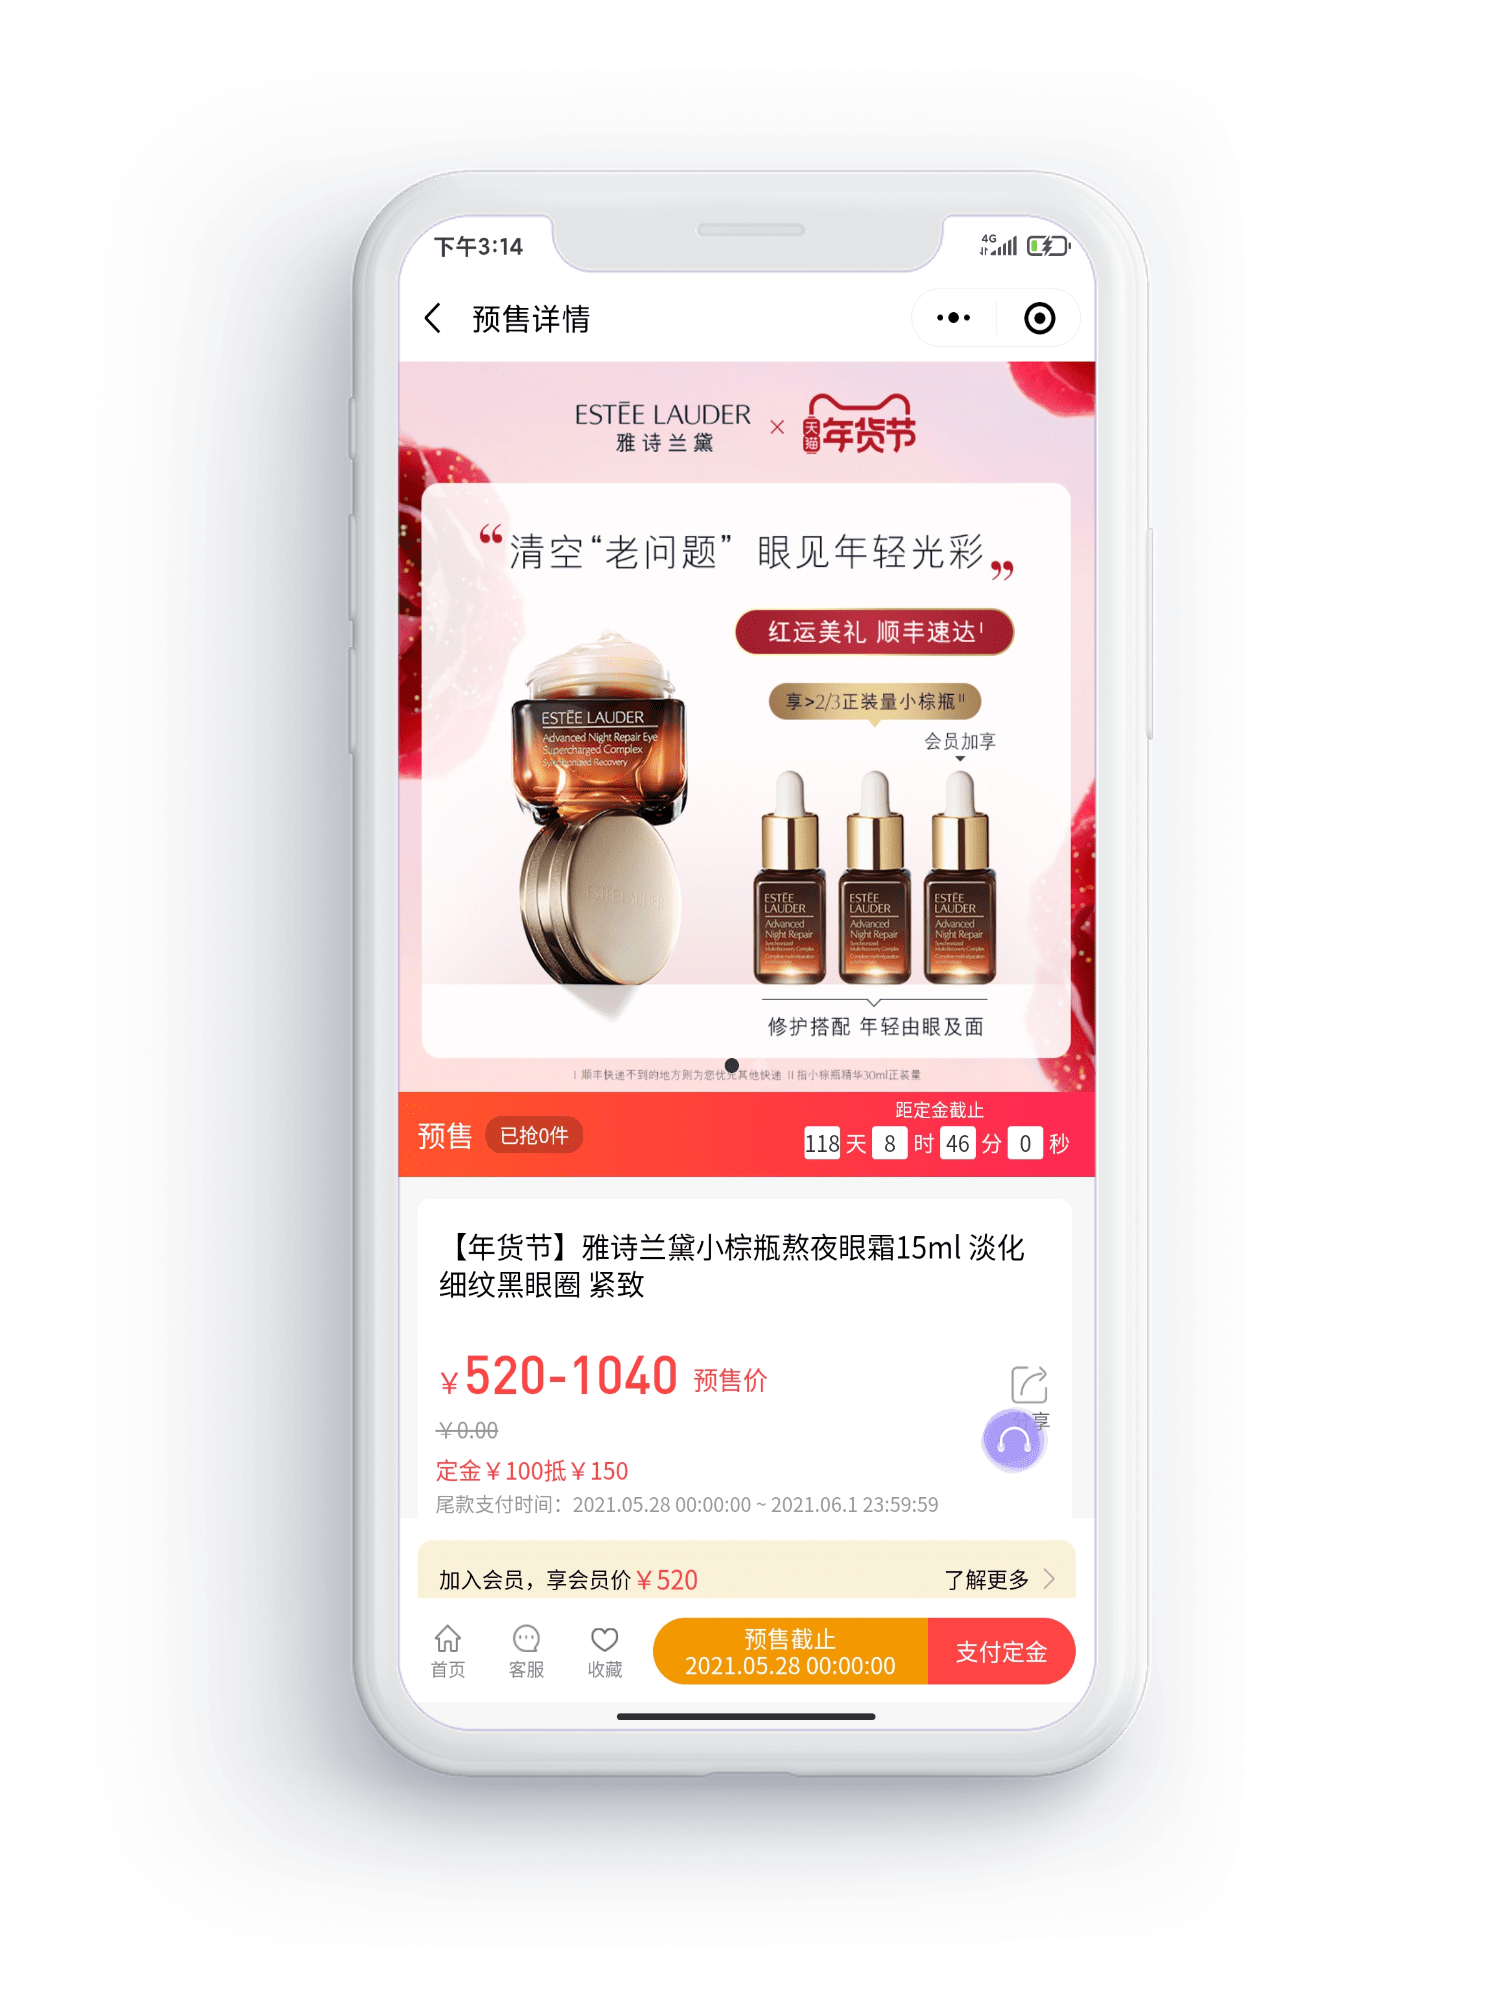 下午3:14
4G
预售详情
ESTĒE LAUDER
雅诗兰黛
×
天猫
年货节
“清空“老问题” 眼见年轻光彩”
红运美礼 顺丰速达I
享>2/3正装量小棕瓶II
会员加享
ESTĒE LAUDER
Advanced Night Repair Eye
Supercharged Complex
Synchronized Recovery
ESTĒE LAUDER
ESTĒE
LAUDER
Advanced
Night Repair
Synchronized
Multi-Recovery Complex
ESTĒE
LAUDER
Advanced
Night Repair
Synchronized
Multi-Recovery Complex
ESTĒE
LAUDER
Advanced
Night Repair
Synchronized
Multi-Recovery Complex
修护搭配 年轻由眼及面
I 顺丰快递不到的地方则为您优先其他快递 II 指小棕瓶精华30ml正装量
预售 已抢0件
距定金截止
118 天 8 时 46 分 0 秒
【年货节】雅诗兰黛小棕瓶熬夜眼霜15ml 淡化
细纹黑眼圈 紧致
￥520-1040 预售价
￥0.00
分享
定金￥100抵￥150
尾款支付时间：2021.05.28 00:00:00 ~ 2021.06.1 23:59:59
加入会员，享会员价￥520 了解更多
首页
客服
收藏
预售截止
2021.05.28 00:00:00
支付定金